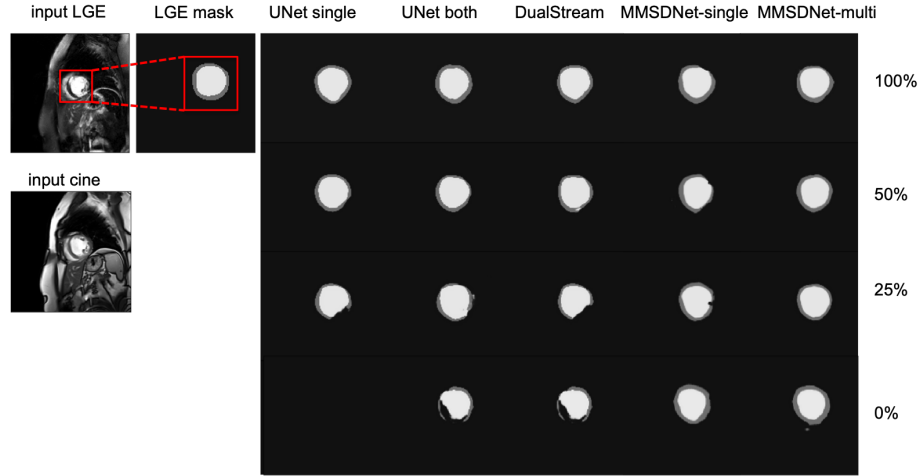 input LGE LGE mask UNet single UNet both DualStream MMSDNet-single MMSDNet-multi
100%
input cine
50%
25%
0%